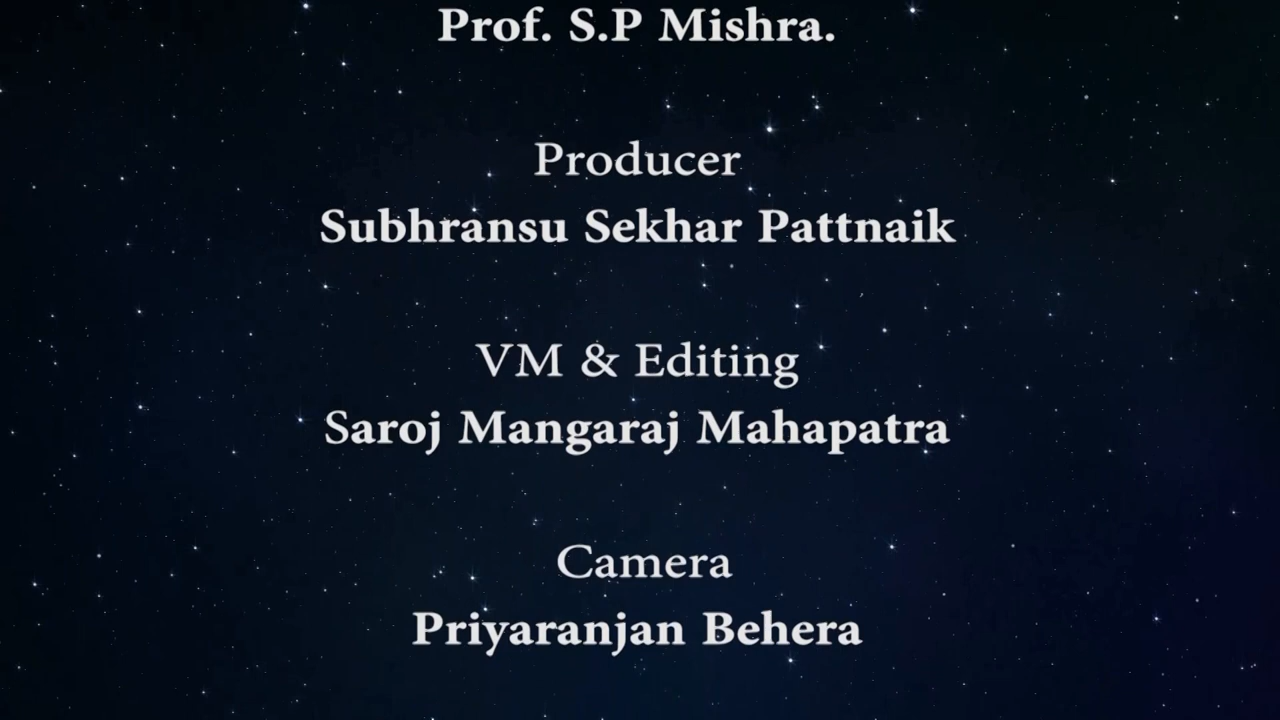 Prof. S.P Mishra.
Producer
Subhransu Sekhar Pattnaik
VM & Editing
Saroj Mangaraj Mahapatra
Camera
Priyaranjan Behera